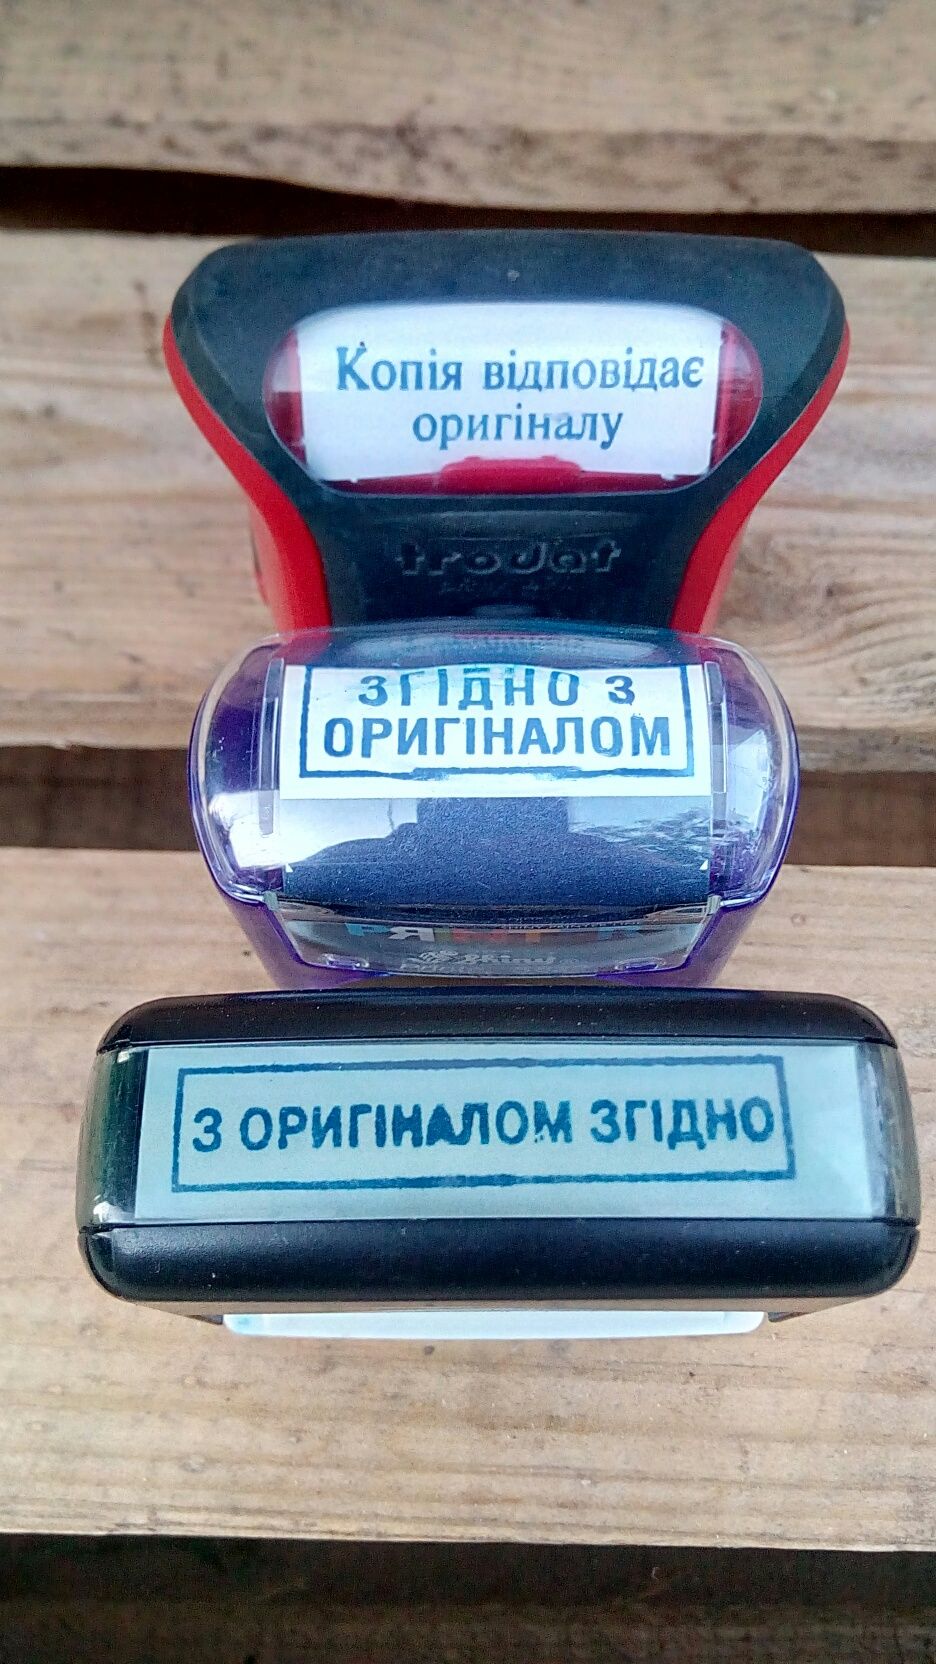 Копія відповідає
оригіналу
trodat
ЗГІДНО З
ОРИГІНАЛОМ
З ОРИГІНАЛОМ ЗГІДНО